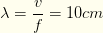 λ = v/f = 10cm